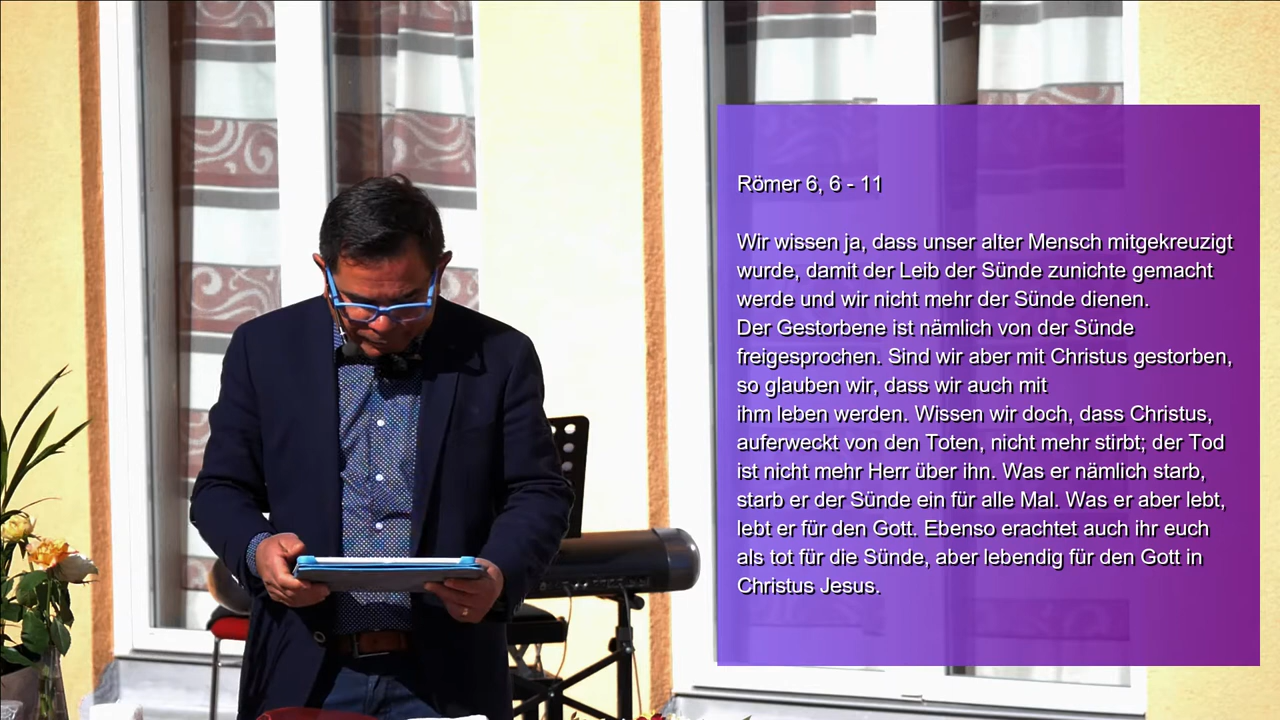 Römer 6, 6 - 11
Wir wissen ja, dass unser alter Mensch mitgekreuzigt
wurde, damit der Leib der Sünde zunichte gemacht
werde und wir nicht mehr der Sünde dienen.
Der Gestorbene ist nämlich von der Sünde
freigesprochen. Sind wir aber mit Christus gestorben,
so glauben wir, dass wir auch mit
ihm leben werden. Wissen wir doch, dass Christus,
auferweckt von den Toten, nicht mehr stirbt; der Tod
ist nicht mehr Herr über ihn. Was er nämlich starb,
starb er der Sünde ein für alle Mal. Was er aber lebt,
lebt er für den Gott. Ebenso erachtet auch ihr euch
als tot für die Sünde, aber lebendig für den Gott in
Christus Jesus.